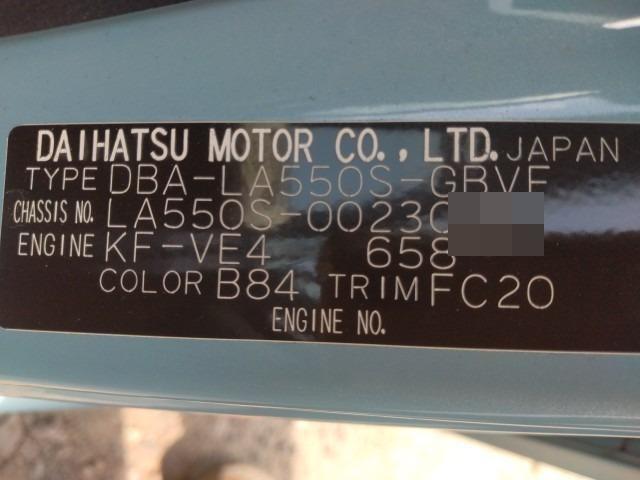 DAIHATSU MOTOR CO., LTD. JAPAN
TYPE DBA-LA550S-GBVF
CHASSIS NO. LA550S-00230
ENGINE KF-VE4 658
COLOR B84 TRIM FC20
ENGINE NO.